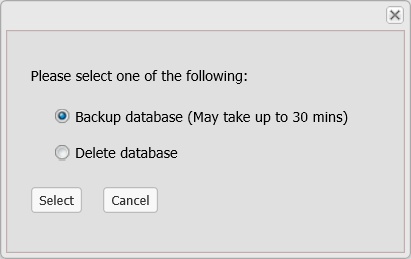 Please select one of the following:
Backup database (May take up to 30 mins)
Delete database
Select Cancel